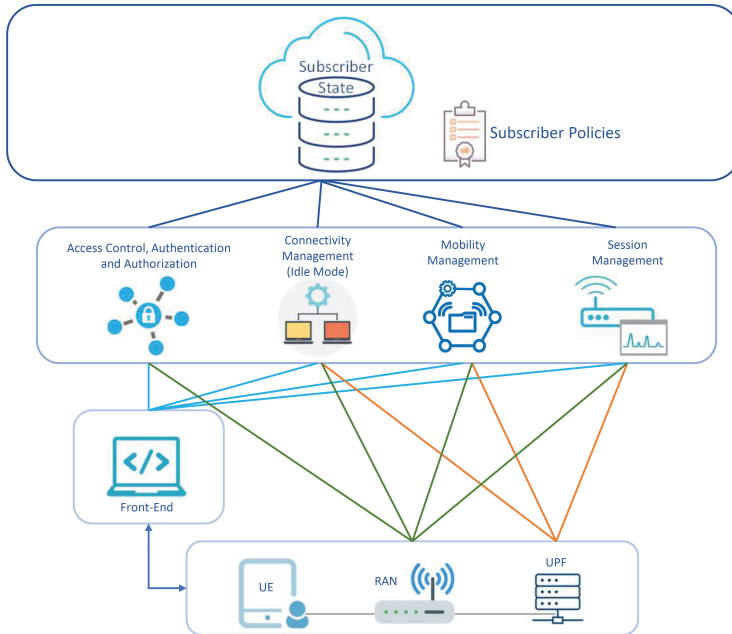 Subscriber
State
Subscriber Policies
Access Control, Authentication
and Authorization
Connectivity
Management
(Idle Mode)
Mobility
Management
Session
Management
</>
Front-End
UE
RAN
UPF